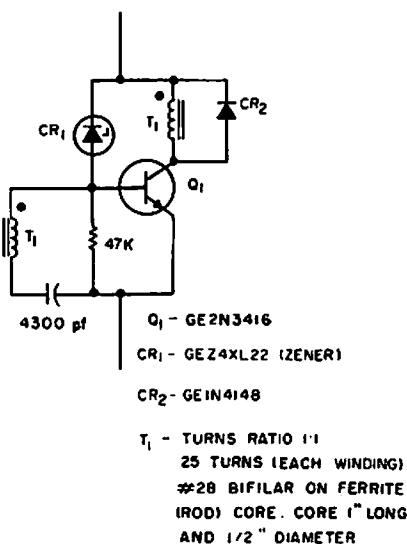 CR1
T1
CR2
Q1
T1
47K
4300 pf
Q1 - GE2N3416
CR1 - GEZ4XL22 (ZENER)
CR2 - GE1N4148
T1 - TURNS RATIO 1:1
25 TURNS (EACH WINDING)
#28 BIFILAR ON FERRITE
(ROD) CORE. CORE 1" LONG
AND 1/2" DIAMETER